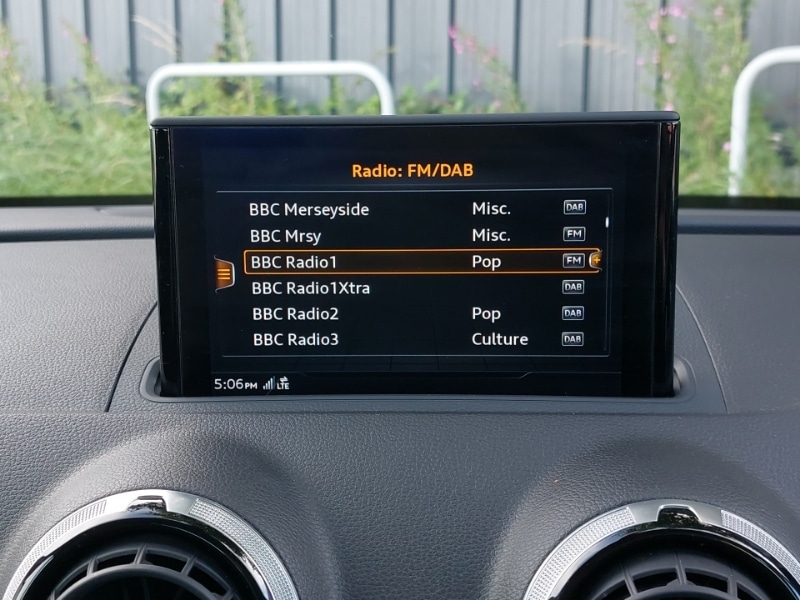 Radio: FM/DAB
BBC Merseyside Misc. DAB
BBC Mrsy Misc. FM
BBC Radio1 Pop FM
BBC Radio1Xtra DAB
BBC Radio2 Pop DAB
BBC Radio3 Culture DAB
5:06PM LTE